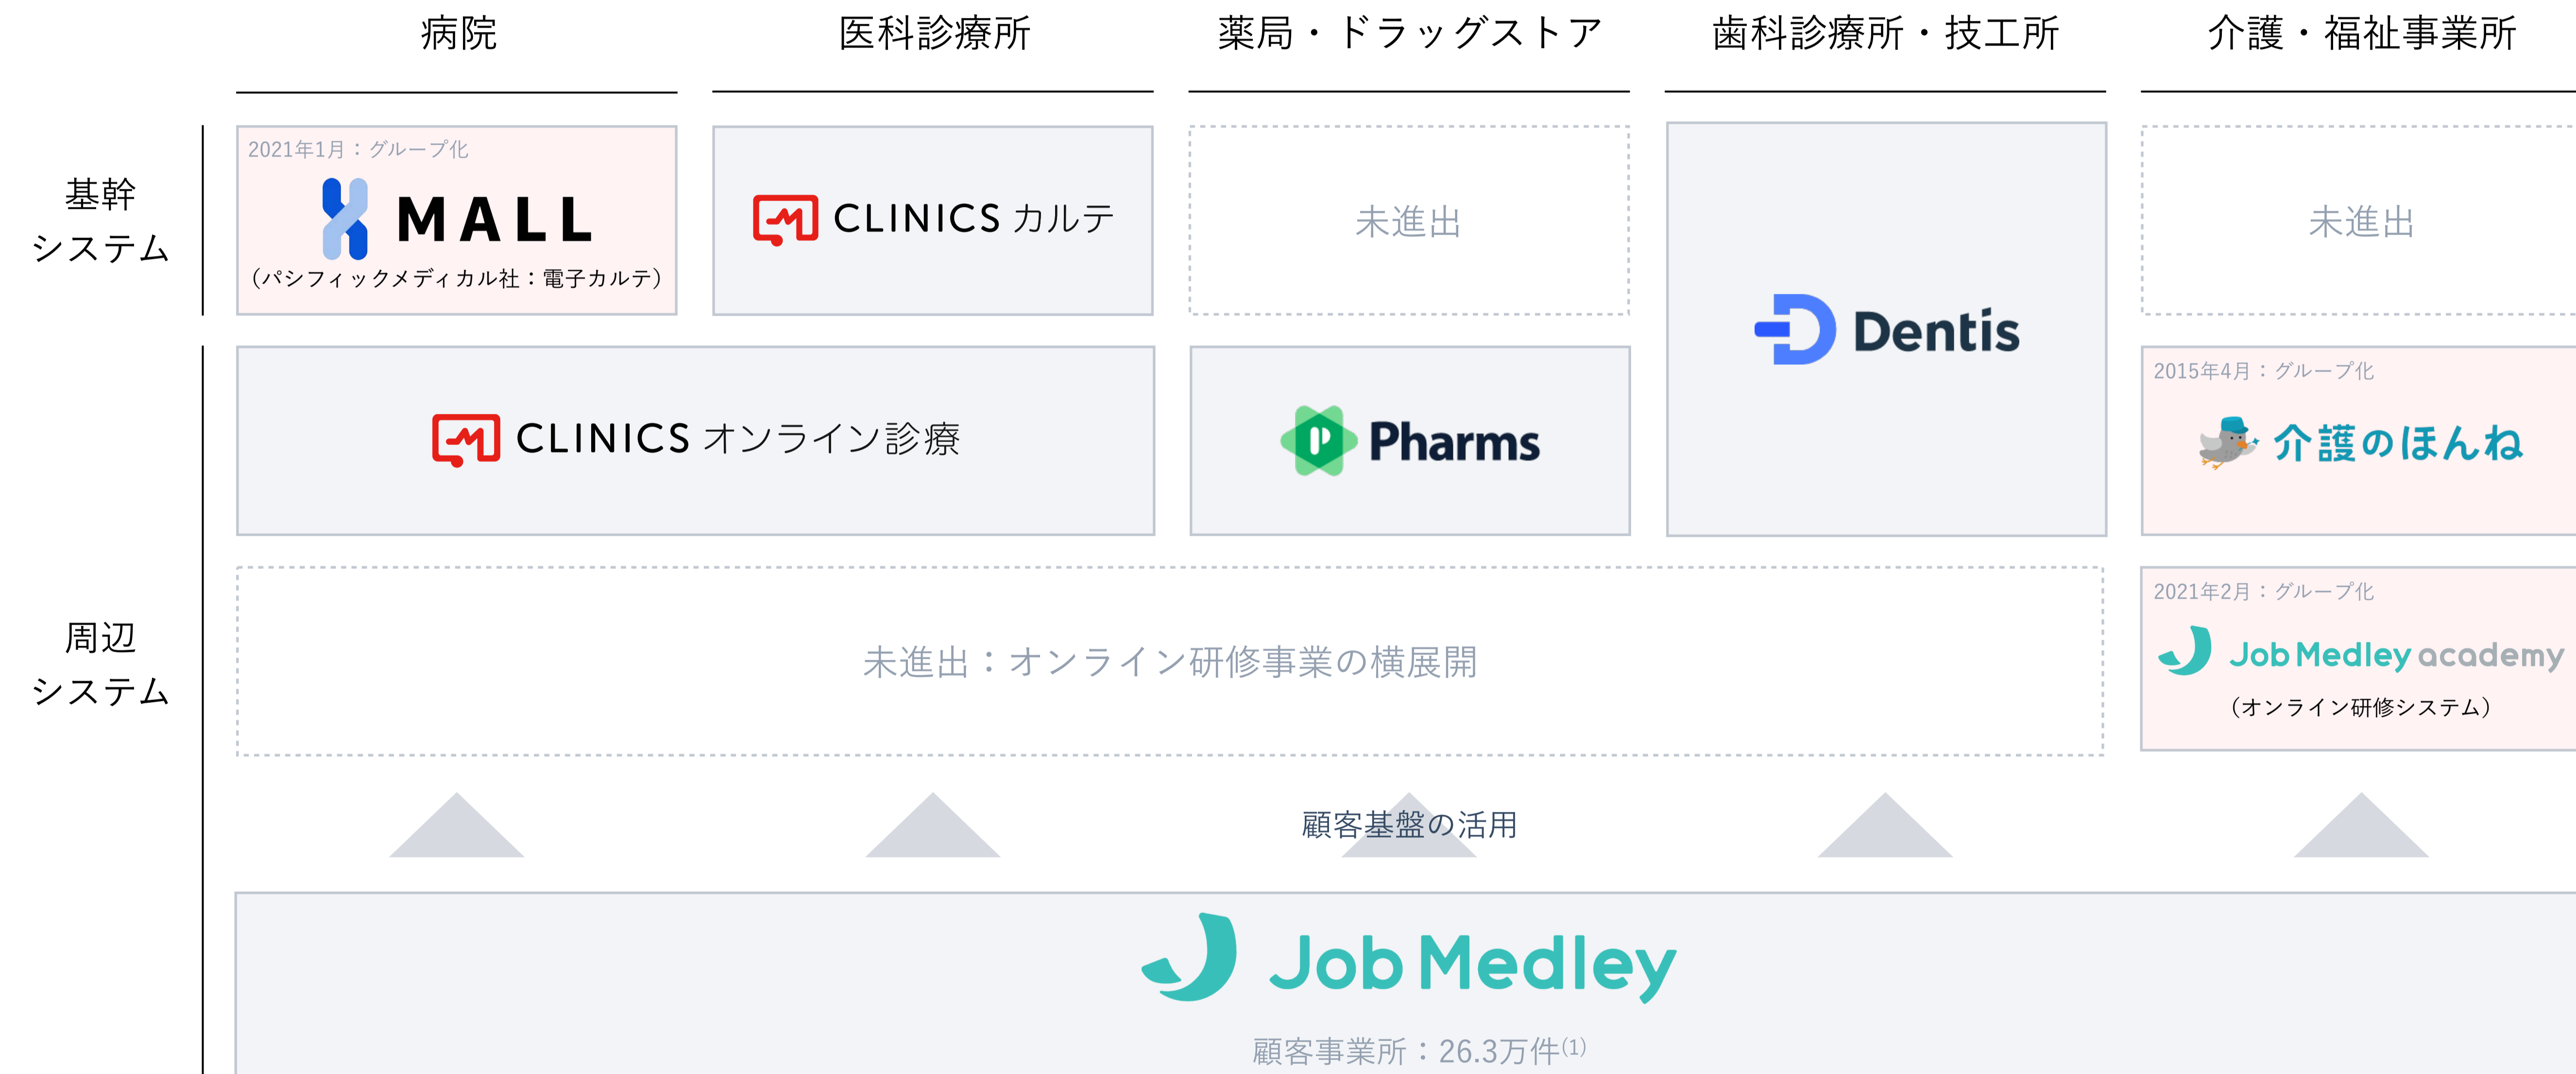 病院
医科診療所
薬局・ドラッグストア
歯科診療所・技工所
介護・福祉事業所
基幹
システム
2021年1月：グループ化
MALL
（パシフィックメディカル社：電子カルテ）
CLINICS カルテ
未進出
Dentis
未進出
周辺
システム
CLINICS オンライン診療
Pharms
2015年4月：グループ化
介護のほんね
未進出：オンライン研修事業の横展開
2021年2月：グループ化
Job Medley academy
（オンライン研修システム）
顧客基盤の活用
Job Medley
顧客事業所：26.3万件(1)